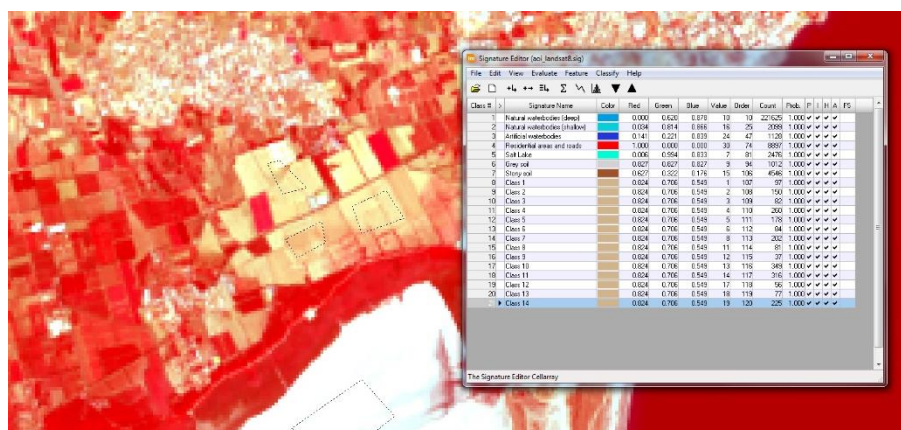 Signature Editor (aoi_landsat8.sig)
File Edit View Evaluate Feature Classify Help
Class # > Signature Name Color Red Green Blue Value Order Count Prob. P I H A FS
1 Natural waterbodies (deep) 0.000 0.620 0.878 10 10 221625 1.000
2 Natural waterbodies (shallow) 0.034 0.814 0.866 16 25 2099 1.000
3 Artificial waterbodies 0.141 0.221 0.839 24 47 1128 1.000
4 Residential areas and roads 1.000 0.000 0.000 30 74 8897 1.000
5 Salt Lake 0.006 0.994 0.833 7 81 2476 1.000
6 Grey soil 0.827 0.827 0.827 9 94 1012 1.000
7 Stony soil 0.627 0.322 0.176 15 106 4546 1.000
8 Class 1 0.824 0.706 0.549 1 107 97 1.000
9 Class 2 0.824 0.706 0.549 2 108 150 1.000
10 Class 3 0.824 0.706 0.549 3 109 82 1.000
11 Class 4 0.824 0.706 0.549 4 110 260 1.000
12 Class 5 0.824 0.706 0.549 5 111 178 1.000
13 Class 6 0.824 0.706 0.549 6 112 84 1.000
14 Class 7 0.824 0.706 0.549 8 113 202 1.000
15 Class 8 0.824 0.706 0.549 11 114 81 1.000
16 Class 9 0.824 0.706 0.549 12 115 37 1.000
17 Class 10 0.824 0.706 0.549 13 116 349 1.000
18 Class 11 0.824 0.706 0.549 14 117 316 1.000
19 Class 12 0.824 0.706 0.549 17 118 56 1.000
20 Class 13 0.824 0.706 0.549 18 119 77 1.000
Class 14 0.824 0.706 0.549 19 120 225 1.000
The Signature Editor Cellarray